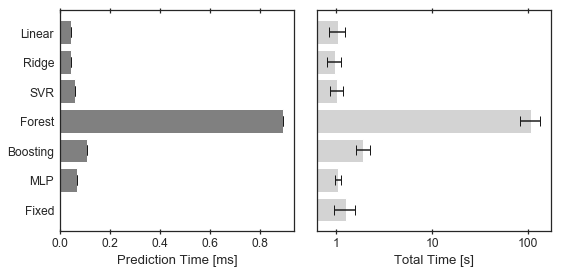 Linear
Ridge
SVR
Forest
Boosting
MLP
Fixed
0.0 0.2 0.4 0.6 0.8
Prediction Time [ms]
1 10 100
Total Time [s]